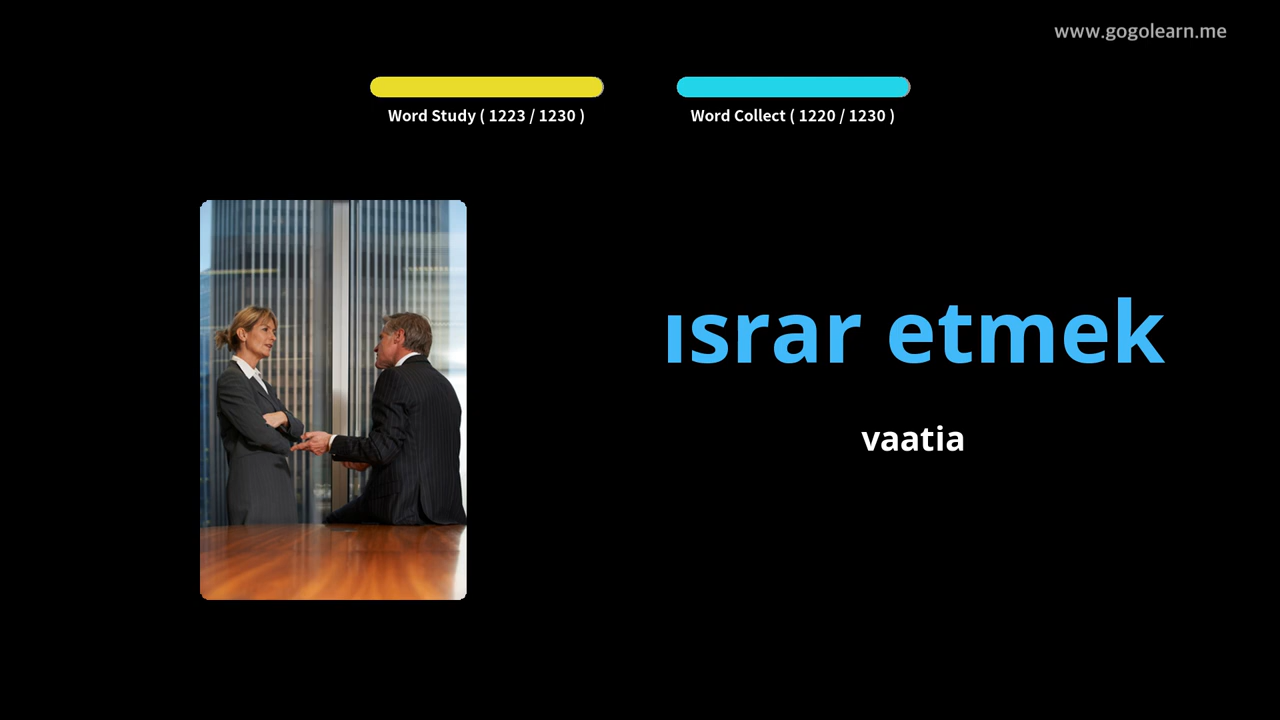 www.gogolearn.me
Word Study ( 1223 / 1230 )
Word Collect ( 1220 / 1230 )
ısrar etmek
vaatia